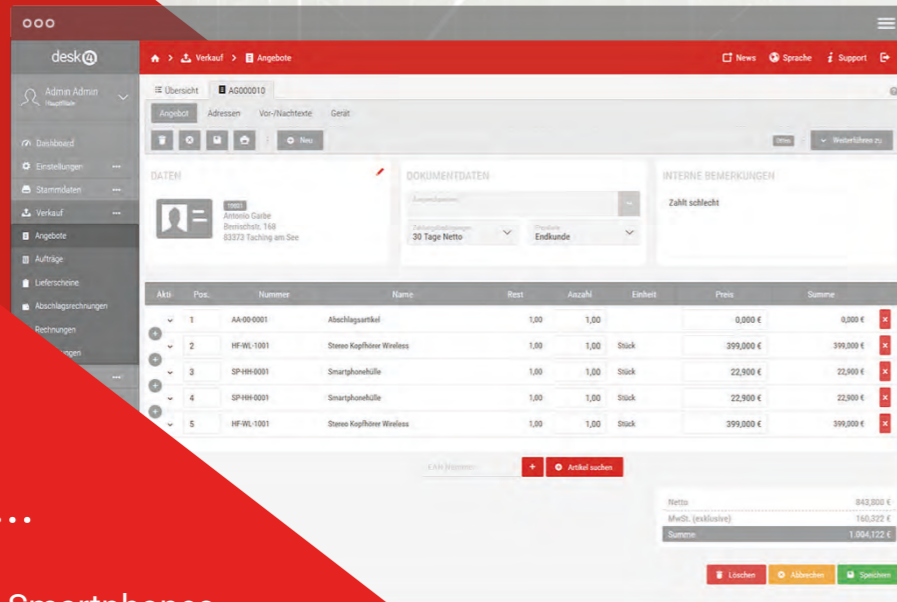 desk4
Verkauf > Angebote
News Sprache Support
Admin Admin
Hauptfiliale
Übersicht AG000010
Angebot Adressen Vor-/Nachtexte Gerät
Neu
Offen Weiterführen zu
Dashboard
Einstellungen
Stammdaten
Verkauf
Angebote
Aufträge
Lieferscheine
Abschlagsrechnungen
Rechnungen
DATEN
10001
Antonio Garbe
83373 Taching am See
DOKUMENTDATEN
Zahlungsbedingungen
30 Tage Netto
Preisliste
Endkunde
INTERNE BEMERKUNGEN
Zahlt schlecht
Akti Pos. Nummer Name Rest Anzahl Einheit Preis Summe
1 AA-00-0001 Abschlagsartikel 1,00 1,00 0,000 € 0,000 €
2 HF-WL-1001 Stereo Kopfhörer Wireless 1,00 1,00 Stück 399,000 € 399,000 €
3 SP-HH-0001 Smartphonehülle 1,00 1,00 Stück 22,900 € 22,900 €
4 SP-HH-0001 Smartphonehülle 1,00 1,00 Stück 22,900 € 22,900 €
5 HF-WL-1001 Stereo Kopfhörer Wireless 1,00 1,00 Stück 399,000 € 399,000 €
+ Artikel suchen
Netto 843,800 €
MwSt. (exklusive) 160,322 €
Summe 1.004,122 €
Löschen Abbrechen Speichern
...
Smartphones